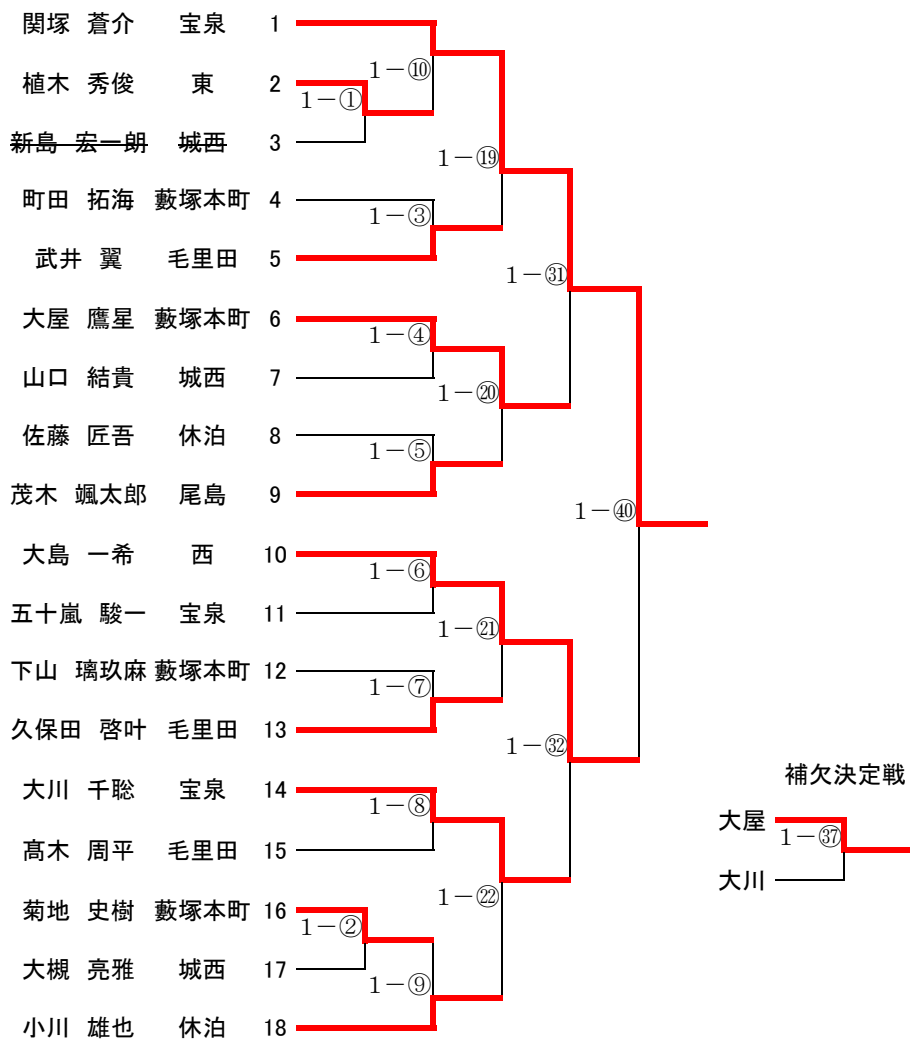 関塚 蒼介 宝泉 1
1－⑩
植木 秀俊 東 2
1－①
新島 宏一朗 城西 3
1－⑲
町田 拓海 藪塚本町 4
1－③
武井 翼 毛里田 5
1－㉛
大屋 鷹星 藪塚本町 6
1－④
山口 結貴 城西 7
1－⑳
佐藤 匠吾 休泊 8
1－⑤
茂木 颯太郎 尾島 9
1－㊵
大島 一希 西 10
1－⑥
五十嵐 駿一 宝泉 11
1－㉑
下山 璃玖麻 藪塚本町 12
1－⑦
久保田 啓叶 毛里田 13
1－㉜
大川 千聡 宝泉 14
1－⑧
髙木 周平 毛里田 15
1－㉒
菊地 史樹 藪塚本町 16
1－②
大槻 亮雅 城西 17
1－⑨
小川 雄也 休泊 18
補欠決定戦
大屋
1－㊲
大川